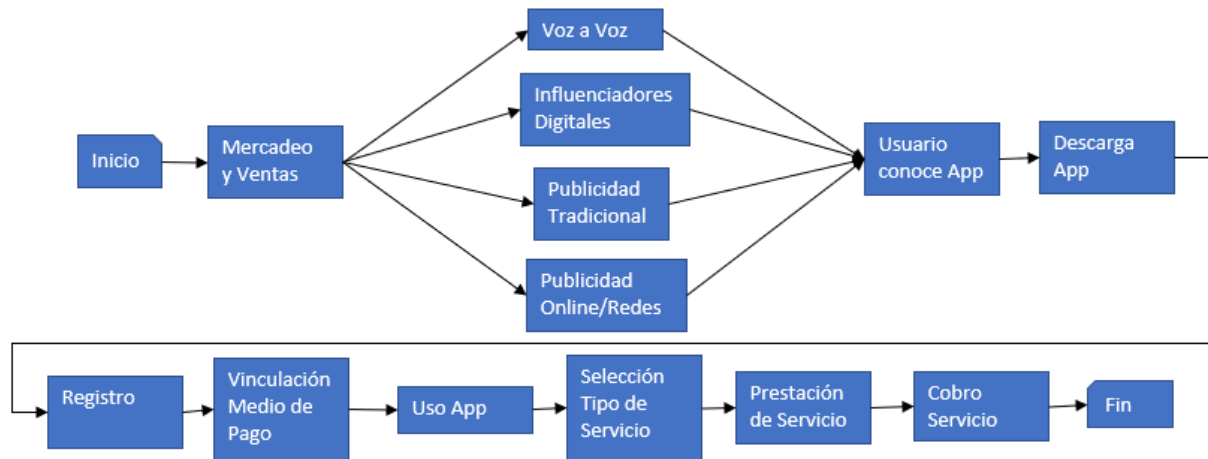 Inicio
Mercadeo
y Ventas
Voz a Voz
Influenciadores
Digitales
Publicidad
Tradicional
Publicidad
Online/Redes
Usuario
conoce App
Descarga
App
Registro
Vinculación
Medio de
Pago
Uso App
Selección
Tipo de
Servicio
Prestación
de Servicio
Cobro
Servicio
Fin